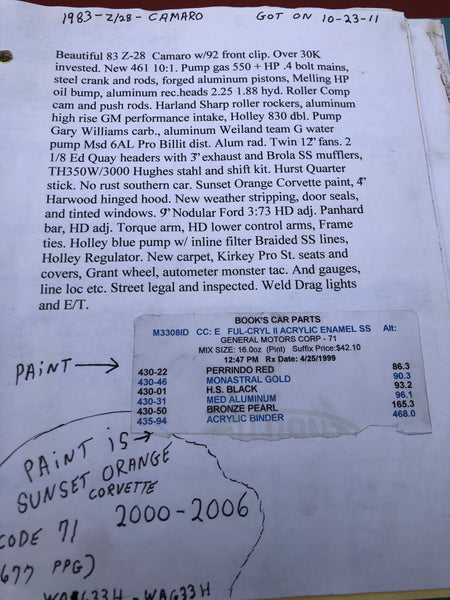 1983-Z/28- CAMARO GOT ON 10-23-11
Beautiful 83 Z-28 Camaro w/92 front clip. Over 30K
invested. New 461 10:1. Pump gas 550 + HP .4 bolt mains,
steel crank and rods, forged aluminum pistons, Melling HP
oil bump, aluminum rec.heads 2.25 1.88 hyd. Roller Comp
cam and push rods. Harland Sharp roller rockers, aluminum
high rise GM performance intake, Holley 830 dbl. Pump
Gary Williams carb., aluminum Weiland team G water
pump Msd 6AL Pro Billit dist. Alum rad. Twin 12" fans. 2
1/8 Ed Quay headers with 3" exhaust and Brola SS mufflers,
TH350W/3000 Hughes stahl and shift kit. Hurst Quarter
stick. No rust southern car. Sunset Orange Corvette paint, 4"
Harwood hinged hood. New weather stripping, door seals,
and tinted windows. 9" Nodular Ford 3:73 HD adj. Panhard
bar, HD adj. Torque arm, HD lower control arms, Frame
ties. Holley blue pump w/ inline filter Braided SS lines,
Holley Regulator. New carpet, Kirkey Pro St. seats and
covers, Grant wheel, autometer monster tac. And gauges,
line loc etc. Street legal and inspected. Weld Drag lights
and E/T.
BOOK'S CAR PARTS
M3308ID CC: E FUL-CRYL II ACRYLIC ENAMEL SS Alt:
GENERAL MOTORS CORP - 71
MIX SIZE: 16.0oz (Pint) Suffix Price:$42.10
12:47 PM Rx Date: 4/25/1999
430-22 PERRINDO RED 86.3
430-46 MONASTRAL GOLD 90.3
430-01 H.S. BLACK 93.2
430-31 MED ALUMINUM 96.1
430-50 BRONZE PEARL 165.3
435-94 ACRYLIC BINDER 468.0
PAINT
PAINT iS
SUNSET ORANGE
CORVETTE
CODE 71 2000-2006
677 PPG)
WAG33H